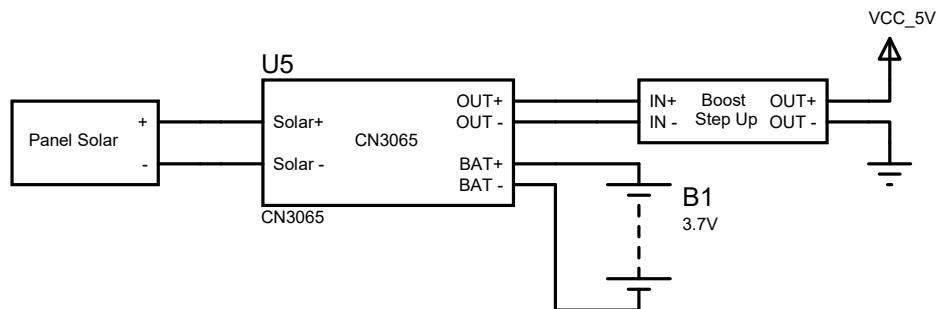 VCC_5V
U5
Panel Solar
+
-
Solar+
Solar -
CN3065
OUT+
OUT -
BAT+
BAT -
CN3065
IN+
IN -
Boost
Step Up
OUT+
OUT -
B1
3.7V